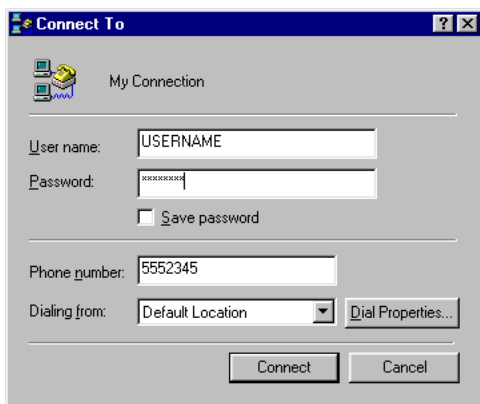 Connect To
My Connection
User name: USERNAME
Password: ********
Save password
Phone number: 5552345
Dialing from: Default Location Dial Properties...
Connect Cancel